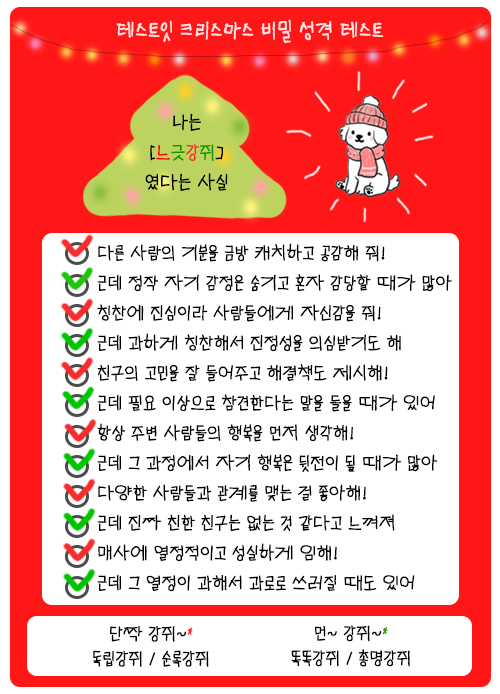 테스트잇 크리스마스 비밀 성격 테스트
나는
[느긋강쥐]
였다는 사실
다른 사람의 기분을 금방 캐치하고 공감해 줘!
근데 정작 자기 감정은 숨기고 혼자 감당할 때가 많아
칭찬에 진심이라 사람들에게 자신감을 줘!
근데 과하게 칭찬해서 진정성을 의심받기도 해
친구의 고민을 잘 들어주고 해결책도 제시해!
근데 필요 이상으로 참견한다는 말을 들을 때가 있어
항상 주변 사람들의 행복을 먼저 생각해!
근데 그 과정에서 자기 행복은 뒷전이 될 때가 많아
다양한 사람들과 관계를 맺는 걸 좋아해!
근데 진짜 친한 친구는 없는 것 같다고 느껴져
매사에 열정적이고 성실하게 임해!
근데 그 열정이 과해서 과로로 쓰러질 때도 있어
단짝 강쥐~* 먼~ 강쥐~*
독립강쥐 / 순록강쥐 뚝뚝강쥐 / 총명강쥐